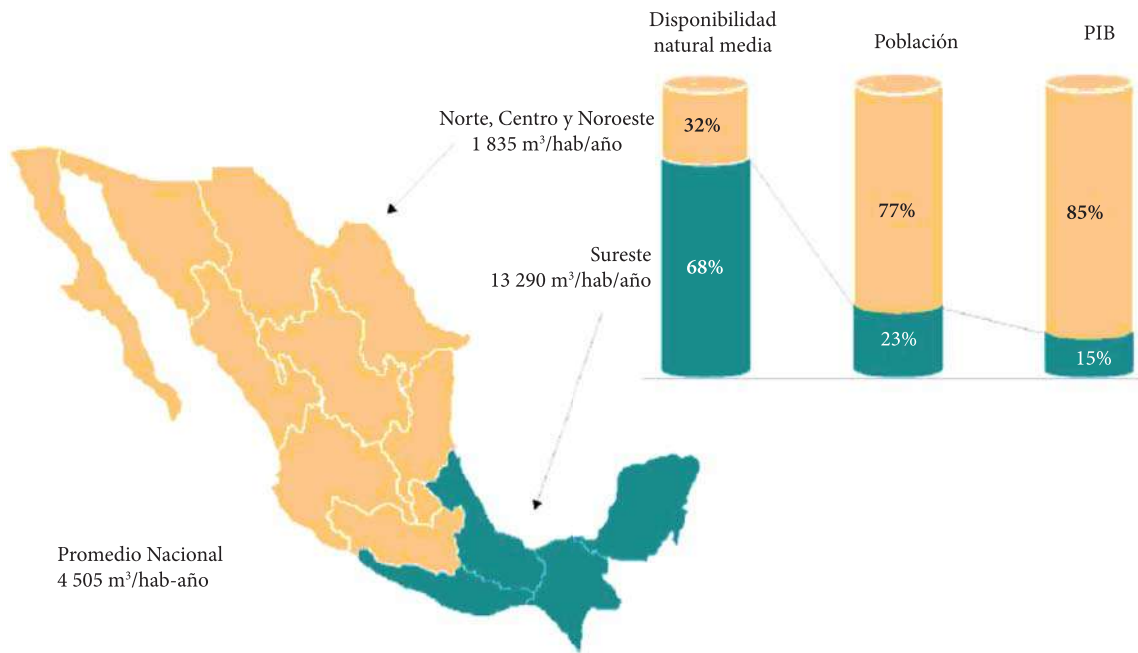 Disponibilidad
natural media
Población
PIB
Norte, Centro y Noroeste
1 835 m³/hab/año
32%
77%
85%
Sureste
13 290 m³/hab/año
68%
23%
15%
Promedio Nacional
4 505 m³/hab-año